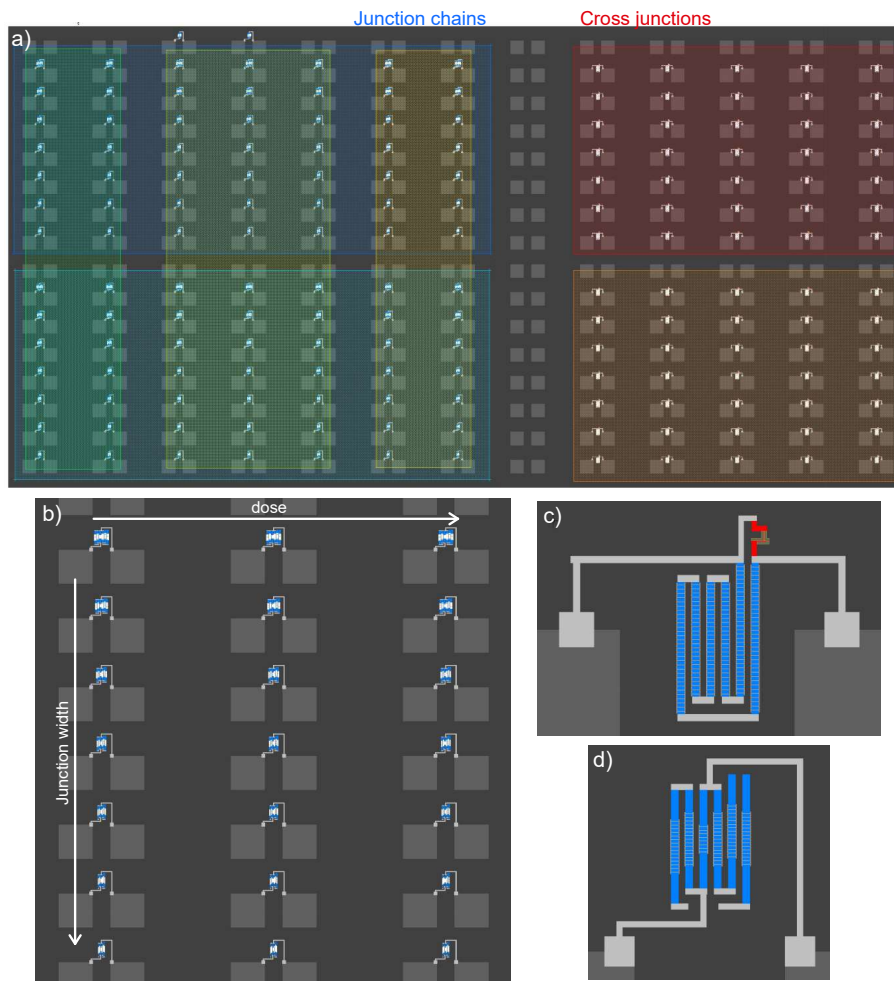 Junction chains
Cross junctions
a)
b)
dose
Junction width
c)
d)